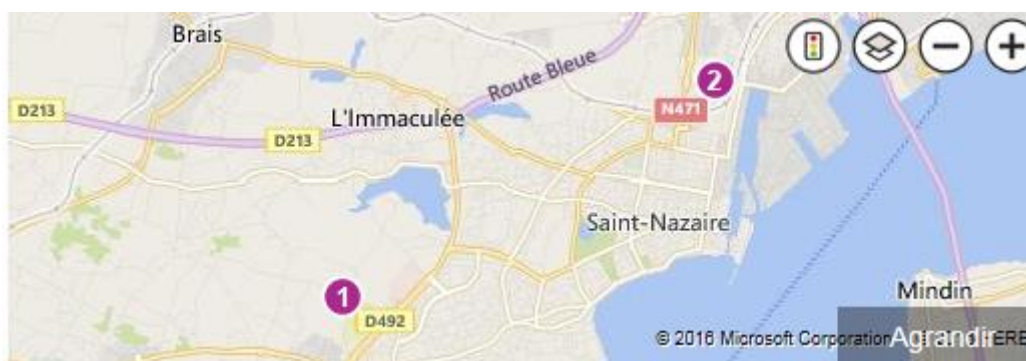 Brais
D213
L'Immaculée
Route Bleue
2
N471
D213
Saint-Nazaire
1
D492
Mindin
© 2016 Microsoft Corporation
Agrandir